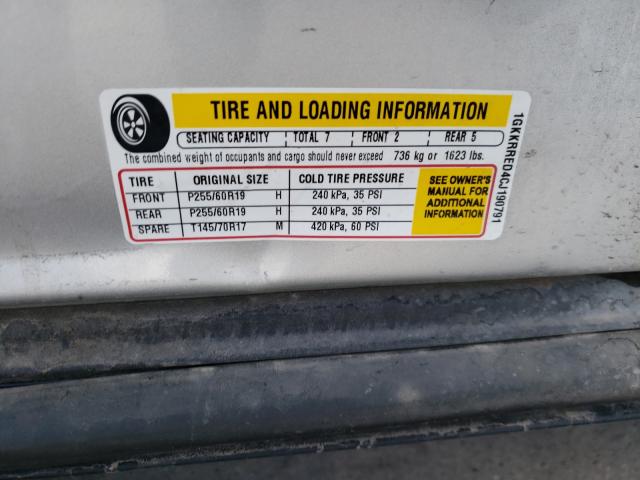 TIRE AND LOADING INFORMATION
SEATING CAPACITY TOTAL 7 FRONT 2 REAR 5
The combined weight of occupants and cargo should never exceed 736 kg or 1623 lbs.
TIRE ORIGINAL SIZE COLD TIRE PRESSURE
FRONT P255/60R19 H 240 kPa, 35 PSI
REAR P255/60R19 H 240 kPa, 35 PSI
SPARE T145/70R17 M 420 kPa, 60 PSI
SEE OWNER'S
MANUAL FOR
ADDITIONAL
INFORMATION
1GKKRRED4CJ190791